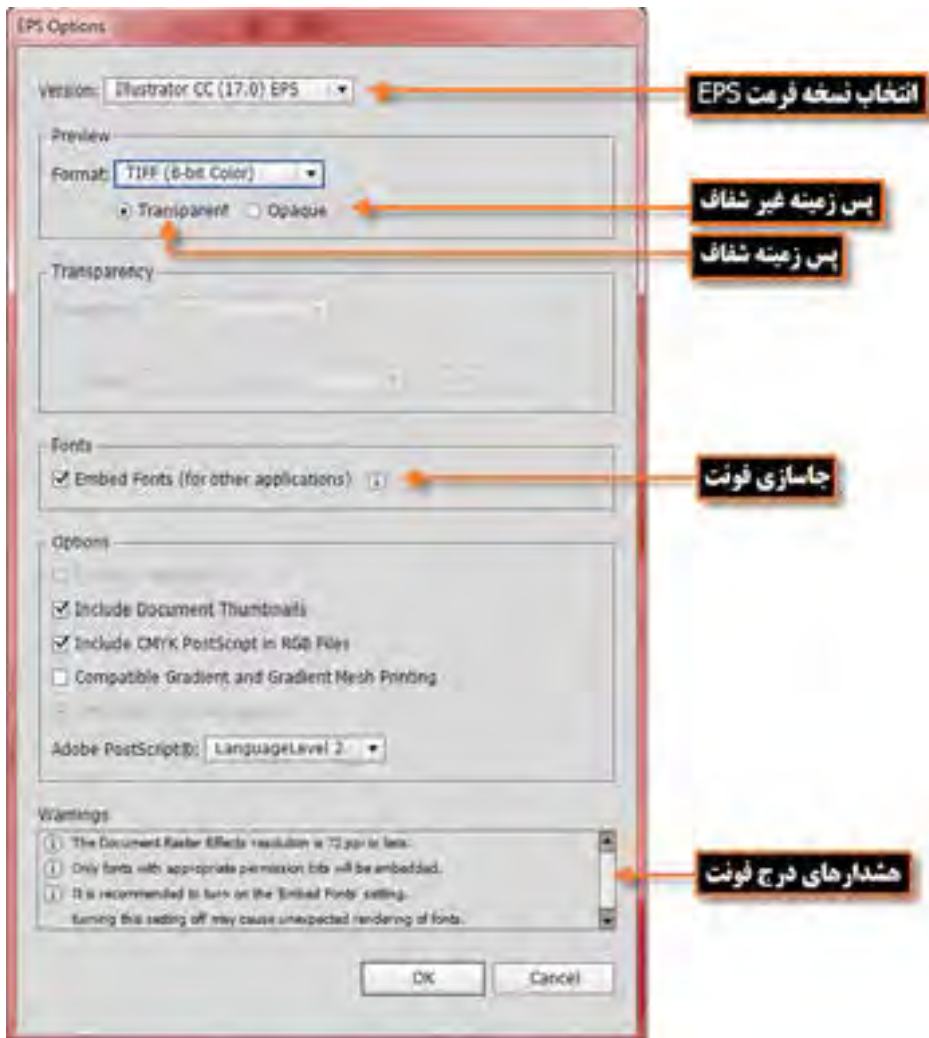 EPS Options
Version: Illustrator CC (17.0) EPS
انتخاب نسخه فرمت EPS
Preview
Format: TIFF (8-bit Color)
Transparent Opaque
پس زمینه غیر شفاف
پس زمینه شفاف
Transparency
Fonts
Embed Fonts (for other applications)
جاسازی فونت
Options
Include Document Thumbnails
Include CMYK PostScript in RGB Files
Compatible Gradient and Gradient Mesh Printing
Adobe PostScript®: LanguageLevel 2
Warnings
The Document Raster Effects resolution is 72 ppi or less.
Only fonts with appropriate permission bits will be embedded.
It is recommended to turn on the 'Embed Fonts' setting.
turning this setting off may cause unexpected rendering of fonts.
هشدارهای درج فونت
OK Cancel